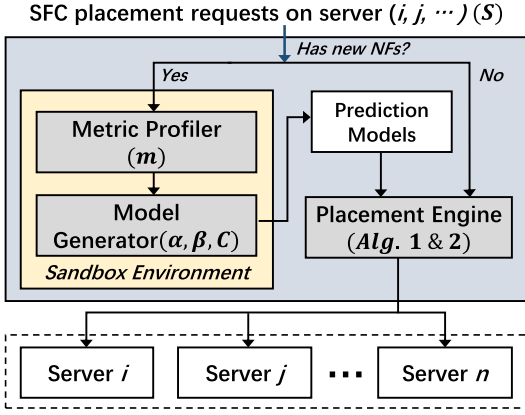 SFC placement requests on server (i, j, ⋯) (S)
Has new NFs?
Yes
No
Metric Profiler
(m)
Model
Generator(α, β, C)
Sandbox Environment
Prediction
Models
Placement Engine
(Alg. 1 & 2)
Server i
Server j
⋯
Server n